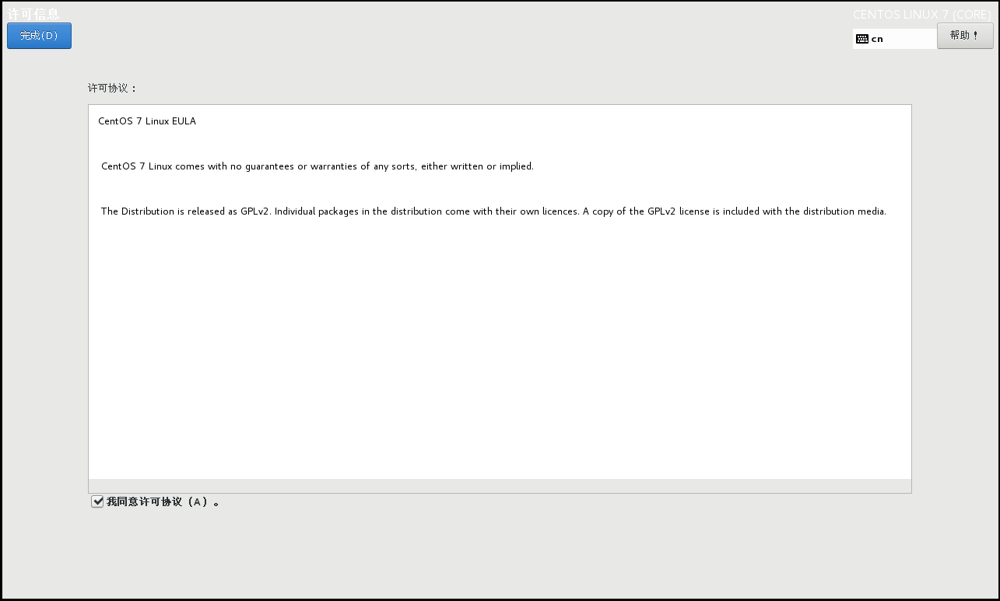 许可信息
CENTOS LINUX 7 (CORE)
完成(D)
cn
帮助！
许可协议：
CentOS 7 Linux EULA
CentOS 7 Linux comes with no guarantees or warranties of any sorts, either written or implied.
The Distribution is released as GPLv2. Individual packages in the distribution come with their own licences. A copy of the GPLv2 license is included with the distribution media.
我同意许可协议（A）。